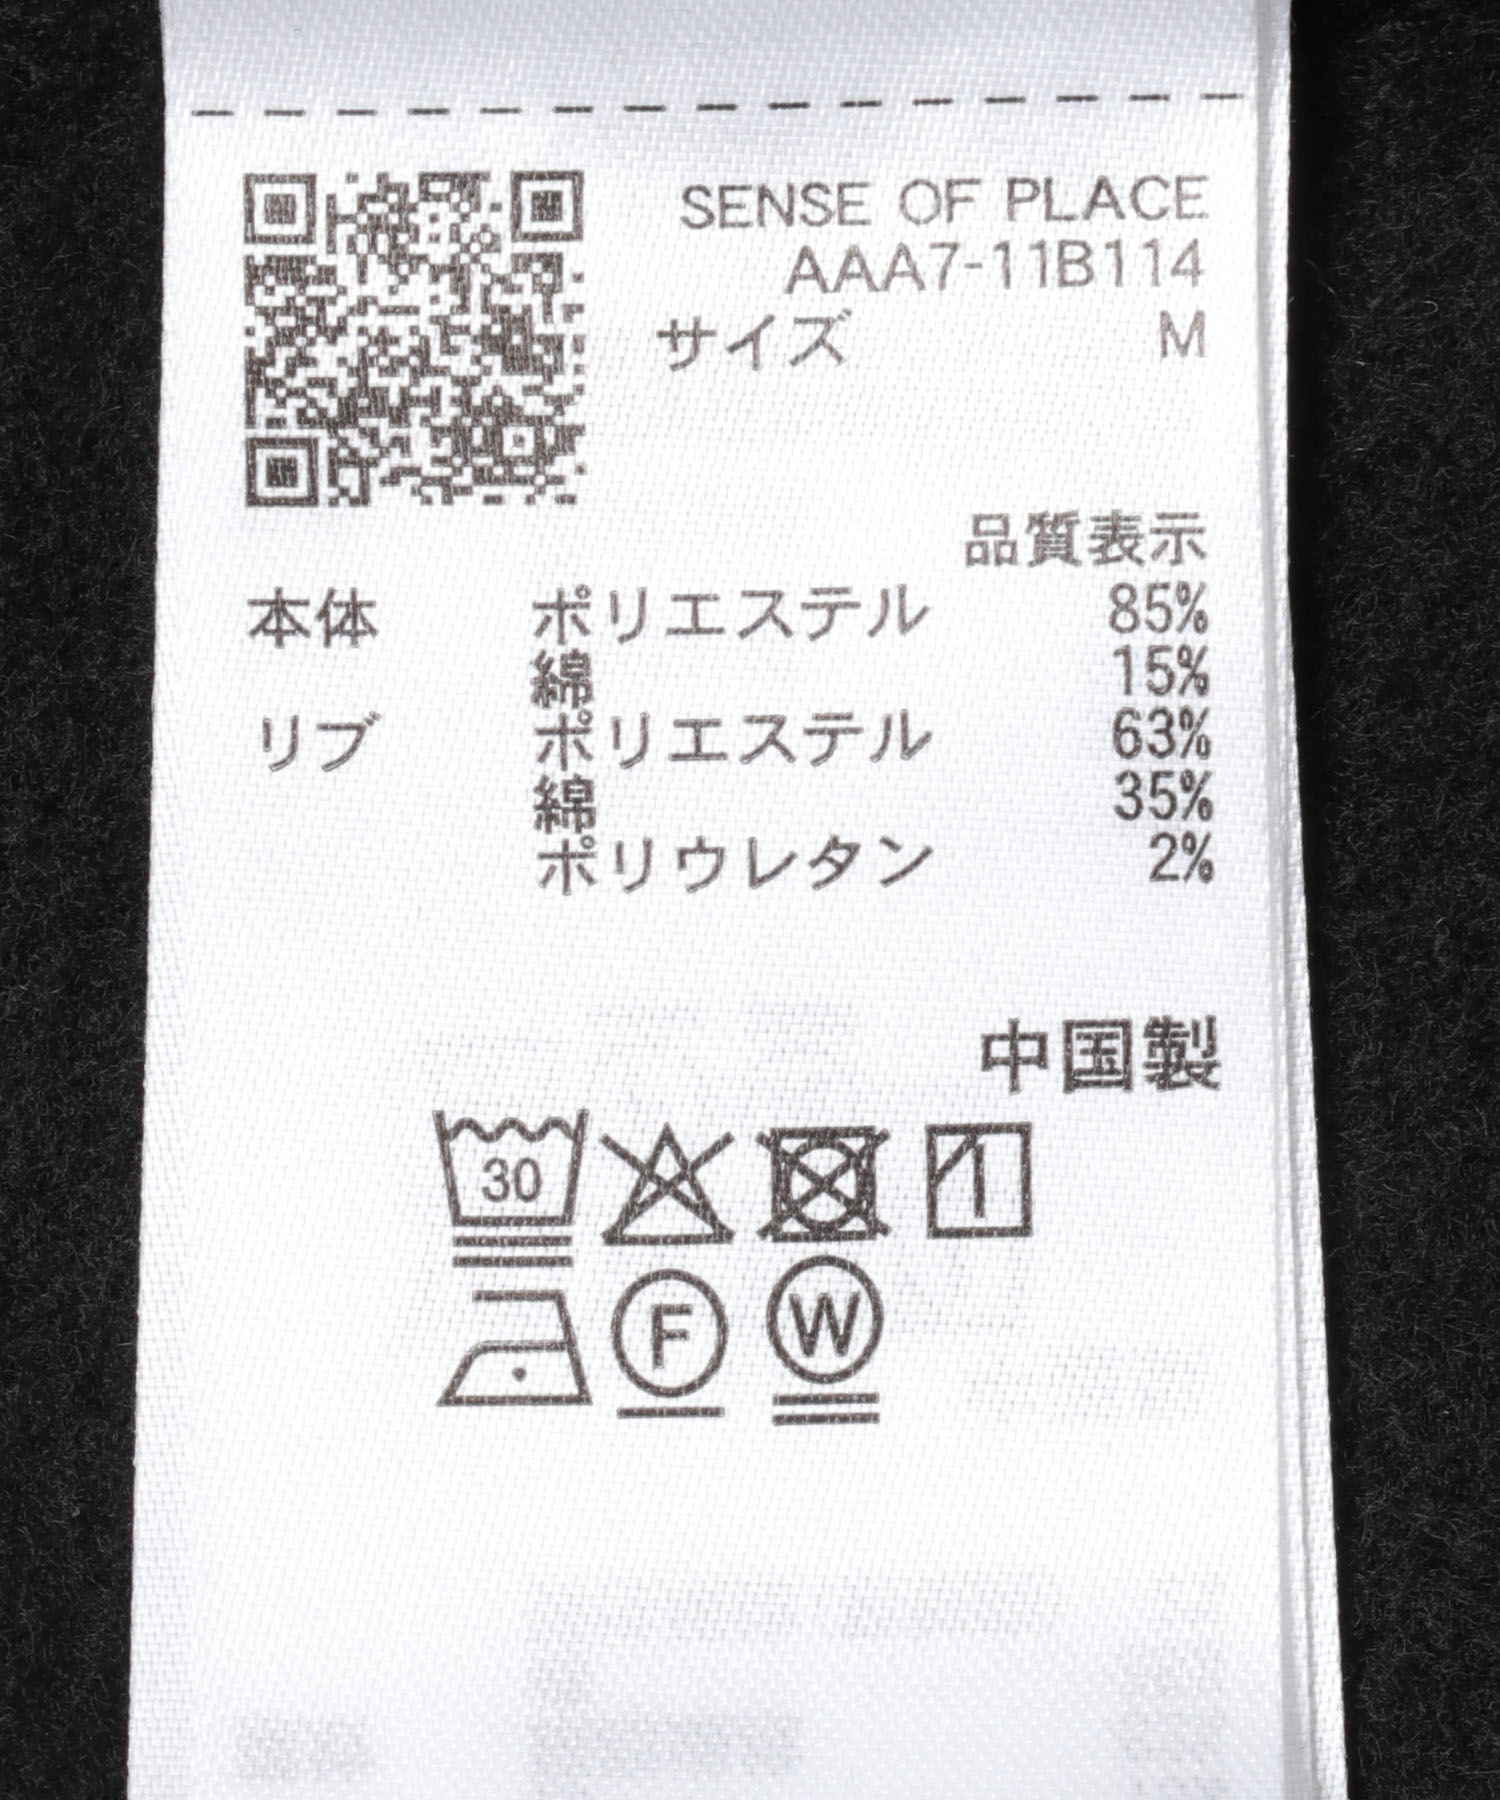 SENSE OF PLACE
AAA7-11B114
サイズ M
品質表示
本体 ポリエステル 85%
綿 15%
リブ ポリエステル 63%
綿 35%
ポリウレタン 2%
中国製
30
F W